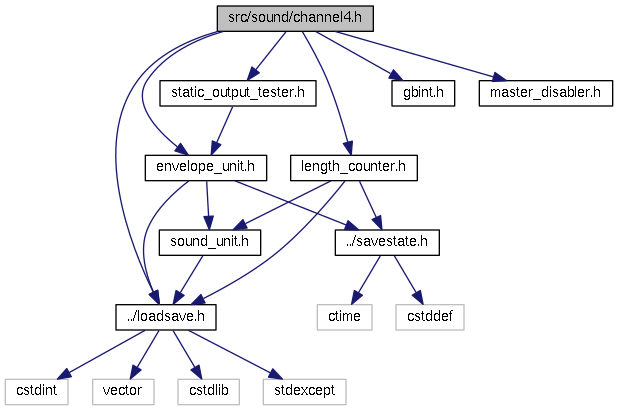 src/sound/channel4.h
static_output_tester.h
gbint.h
master_disabler.h
envelope_unit.h
length_counter.h
sound_unit.h
../savestate.h
../loadsave.h
ctime
cstddef
cstdint
vector
cstdlib
stdexcept